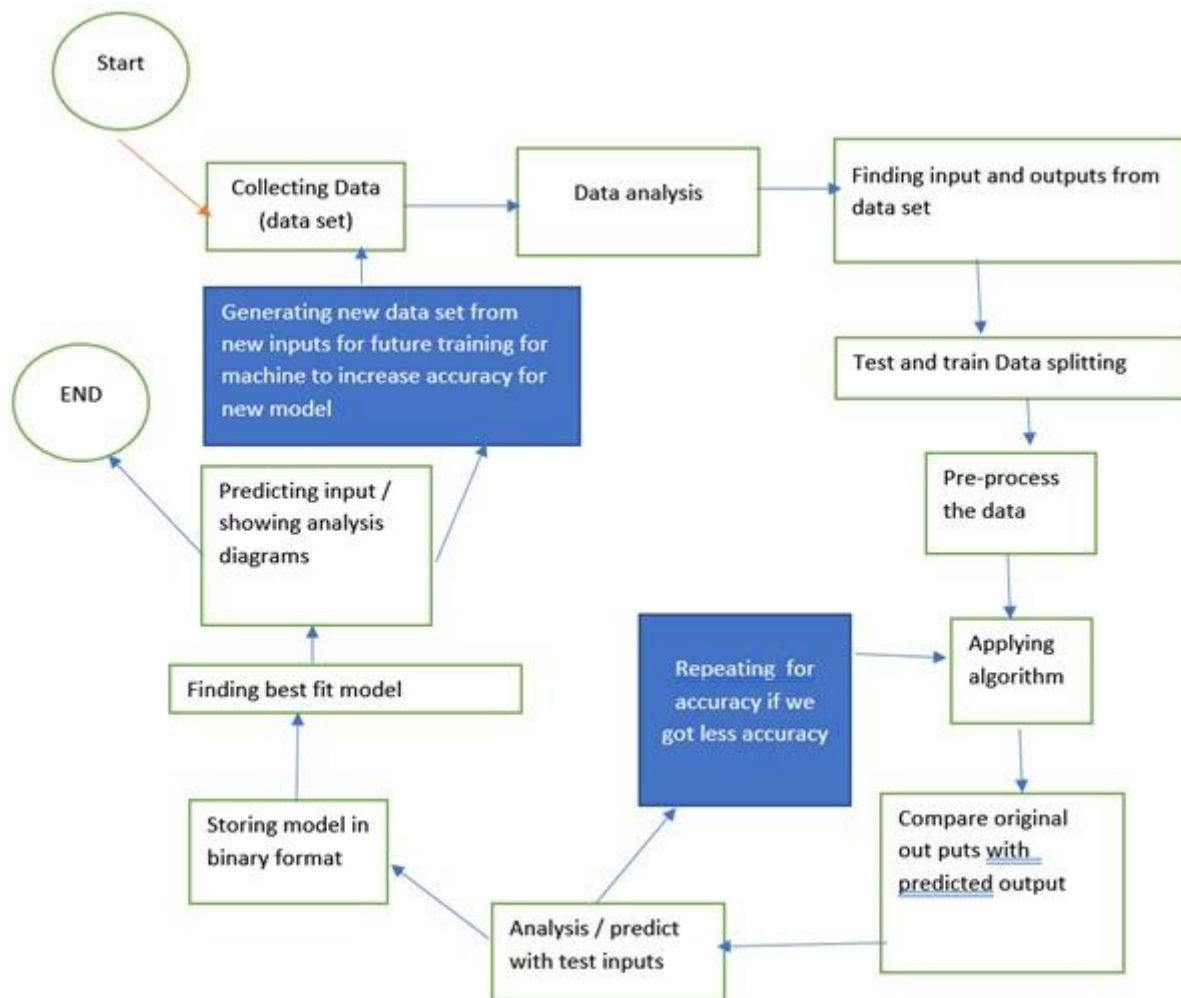 Start
Collecting Data
(data set)
Data analysis
Finding input and outputs from
data set
Generating new data set from
new inputs for future training for
machine to increase accuracy for
new model
Test and train Data splitting
END
Pre-process
the data
Predicting input /
showing analysis
diagrams
Applying
algorithm
Repeating for
accuracy if we
got less accuracy
Finding best fit model
Storing model in
binary format
Compare original
out puts with
predicted output
Analysis / predict
with test inputs